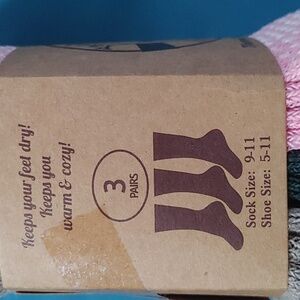 Keeps your feet dry!
Keeps you
warm & cozy!
3
PAIRS
Sock Size: 9-11
Shoe Size: 5-11